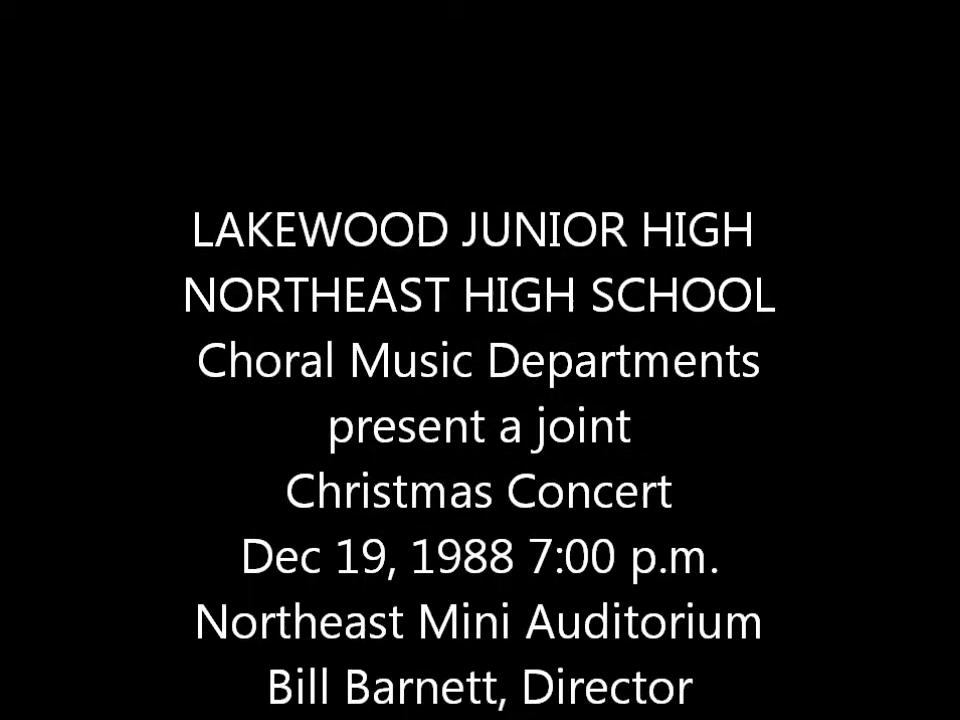 LAKEWOOD JUNIOR HIGH
NORTHEAST HIGH SCHOOL
Choral Music Departments
present a joint
Christmas Concert
Dec 19, 1988 7:00 p.m.
Northeast Mini Auditorium
Bill Barnett, Director